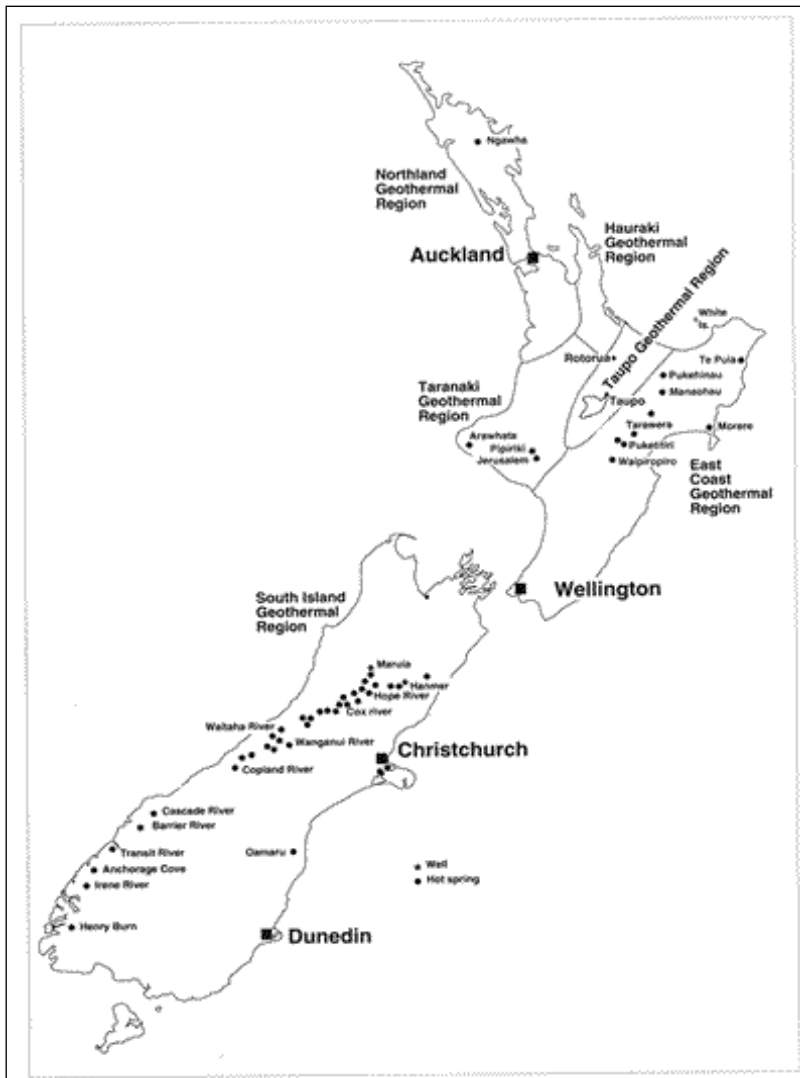 Ngawha
Northland
Geothermal
Region
Hauraki
Geothermal
Region
Auckland
Taupo Geothermal Region
White
Is.
Rotorua
Te Puia
Pukehinau
Manaohau
Taranaki
Geothermal
Region
Taupo
Tarawera
Morere
Arawhata
Pipiriki
Jerusalem
Puketitiri
Waipiropiro
East
Coast
Geothermal
Region
Wellington
South Island
Geothermal
Region
Maruia
Hanmer
Hope River
Cox river
Waitaha River
Wanganui River
Christchurch
Copland River
Cascade River
Barrier River
Transit River
Oamaru
Anchorage Cove
Irene River
Well
Hot spring
Henry Burn
Dunedin